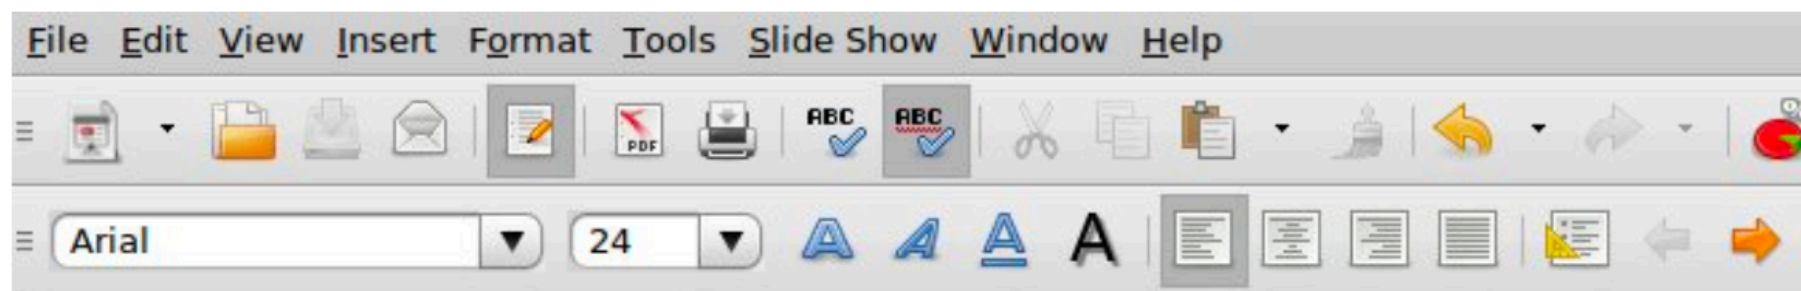 File Edit View Insert Format Tools Slide Show Window Help
PDF ABC ABC
Arial 24 A A A A